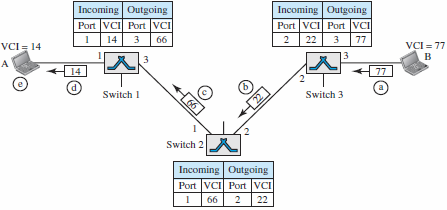 Incoming Outgoing
Port VCI Port VCI
1 14 3 66
Incoming Outgoing
Port VCI Port VCI
2 22 3 77
VCI = 14
A
1
3
14
e
d
Switch 1
c
66
b
22
VCI = 77
B
3
2
77
a
Switch 3
1
2
Switch 2
Incoming Outgoing
Port VCI Port VCI
1 66 2 22